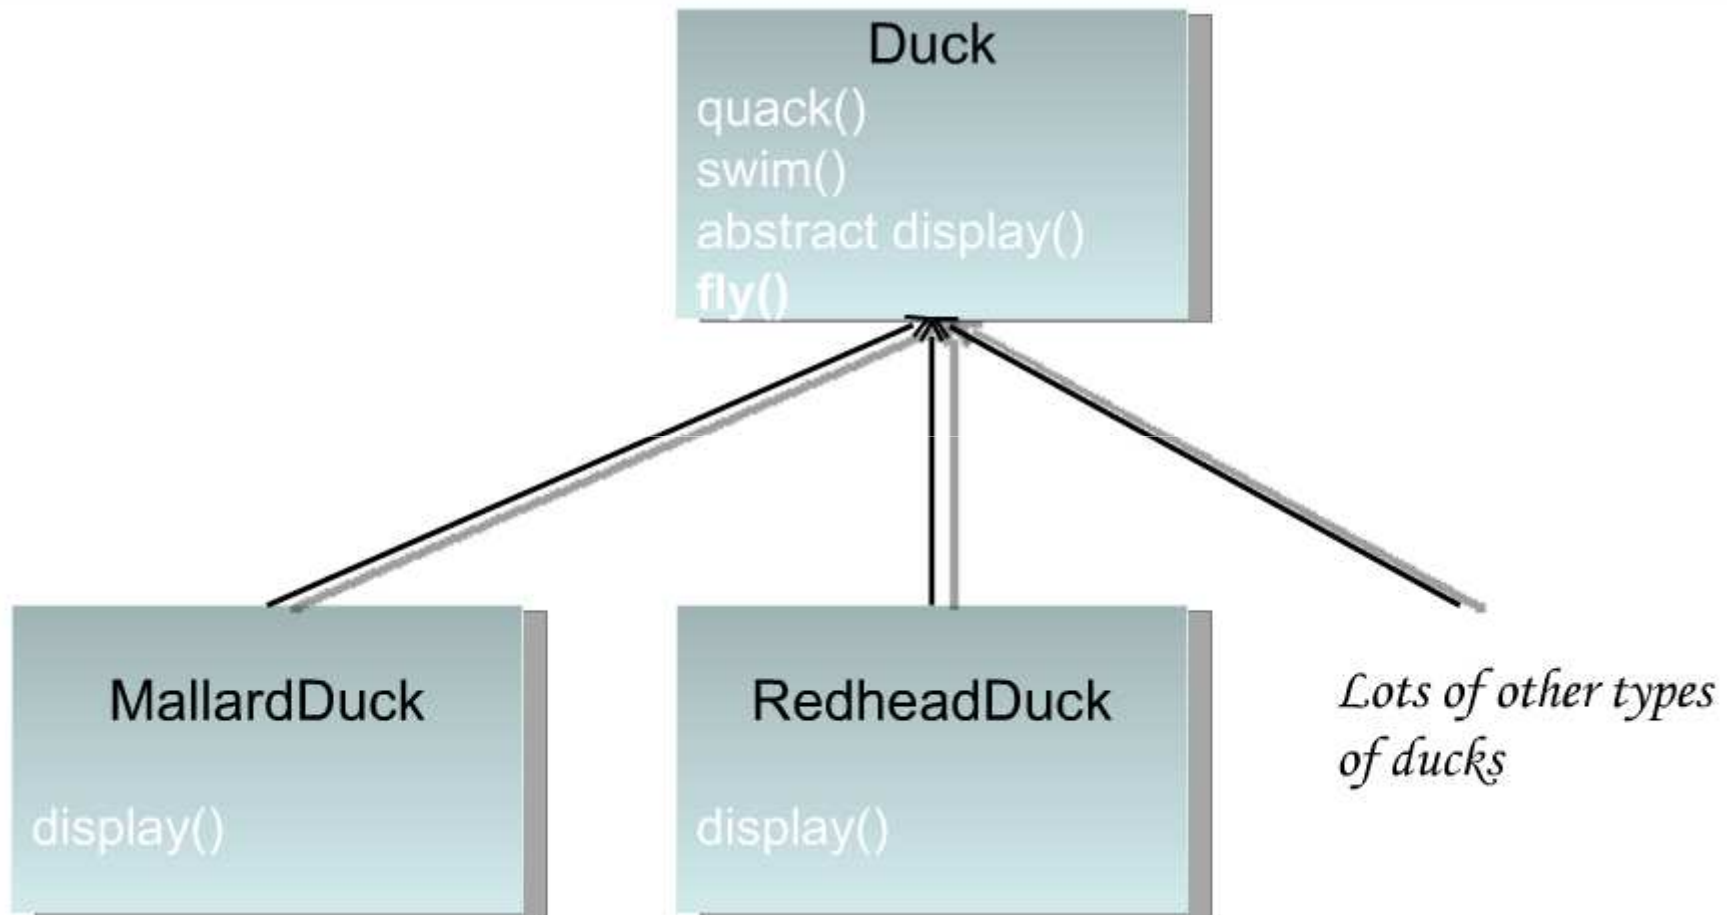 Duck
quack()
swim()
abstract display()
fly()
MallardDuck
display()
RedheadDuck
display()
Lots of other types
of ducks